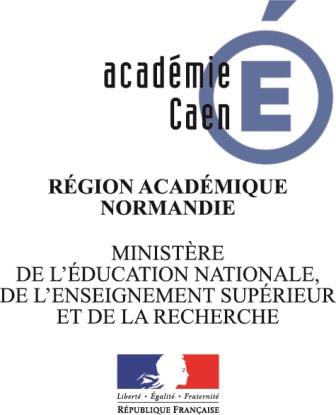 académie
Caen
É
RÉGION ACADÉMIQUE
NORMANDIE
MINISTÈRE
DE L'ÉDUCATION NATIONALE,
DE L'ENSEIGNEMENT SUPÉRIEUR
ET DE LA RECHERCHE
Liberté • Égalité • Fraternité
RÉPUBLIQUE FRANÇAISE